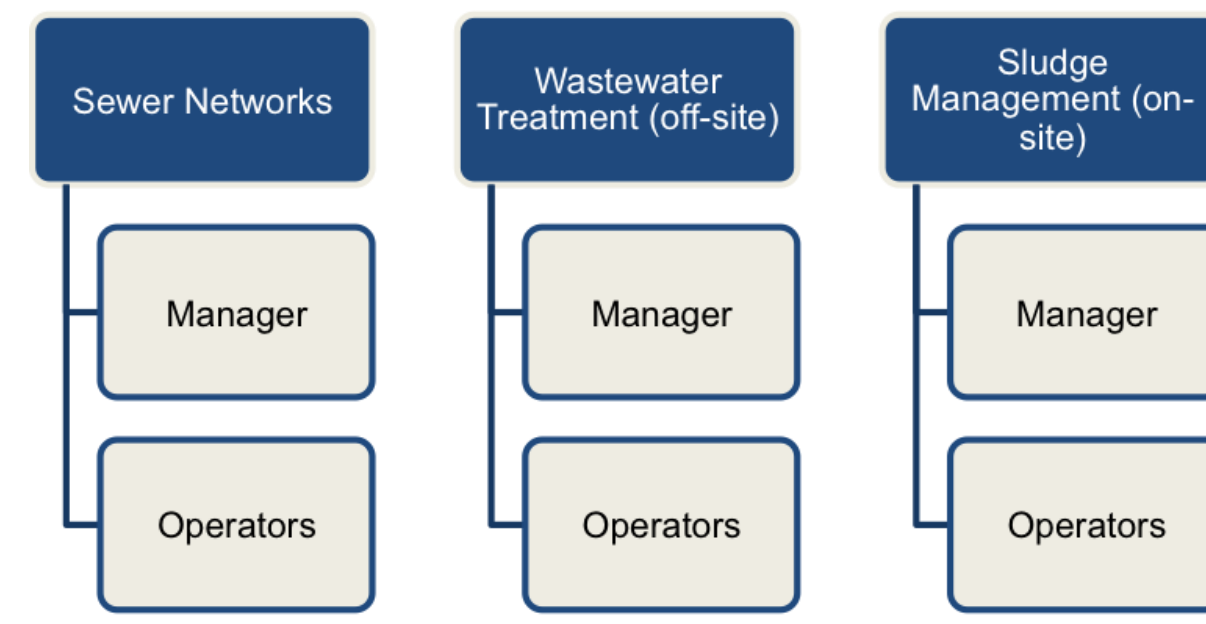 Sewer Networks
Manager
Operators
Wastewater
Treatment (off-site)
Manager
Operators
Sludge
Management (on-
site)
Manager
Operators